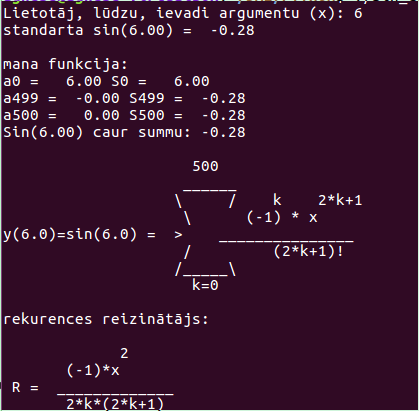 Lietotāj, lūdzu, ievadi argumentu (x): 6
standarta sin(6.00) =  -0.28

mana funkcija:
a0 =   6.00 S0 =   6.00
a499 =  -0.00 S499 =  -0.28
a500 =   0.00 S500 =  -0.28
Sin(6.00) caur summu: -0.28

                        500
                       ______
                      \      /     k     2*k+1
                       \       (-1) * x
y(6.0)=sin(6.0) =  >     _______________
                       /          (2*k+1)!
                      /_____\
                        k=0

rekurences reizinātājs:

               2
        (-1)*x
 R =  _____________
        2*k*(2*k+1)